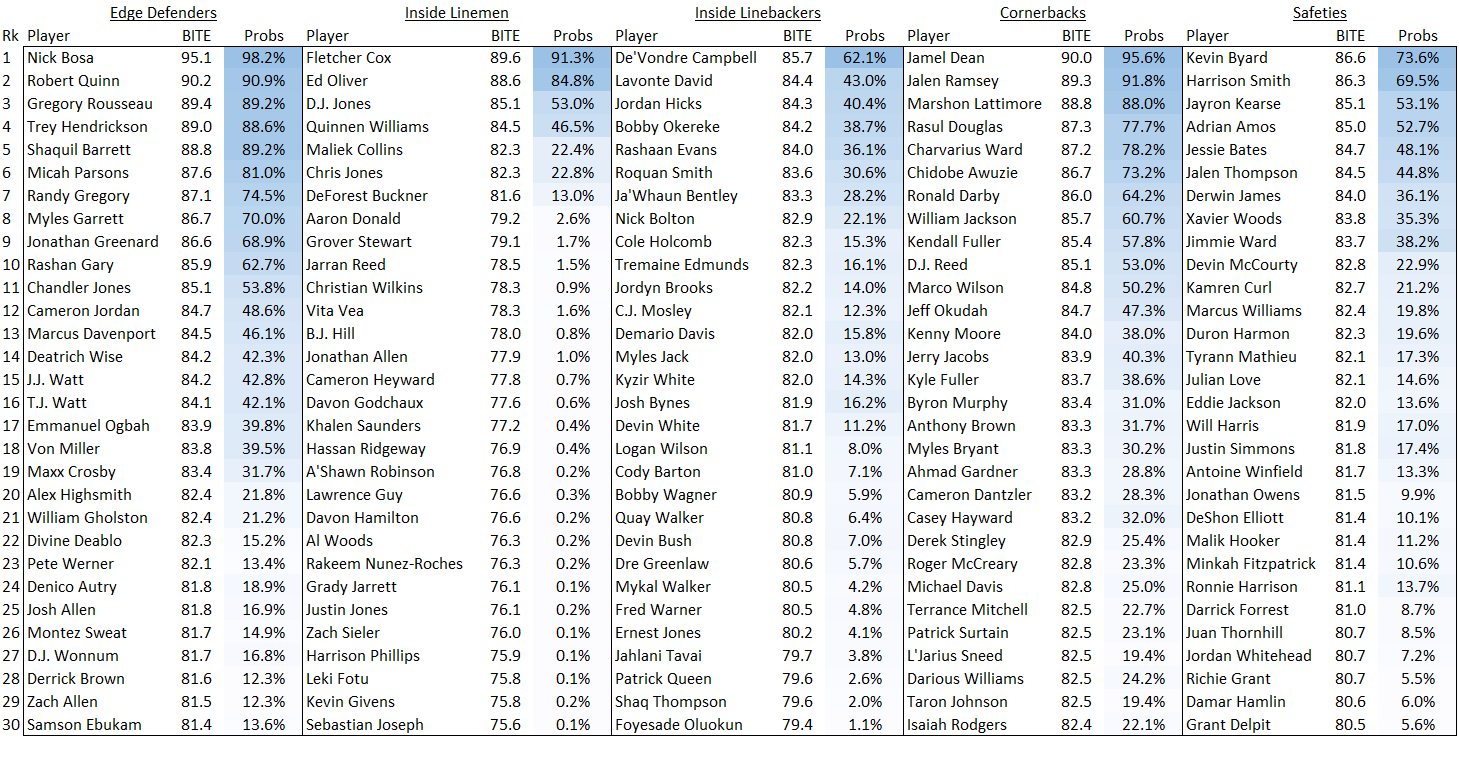 Edge Defenders Inside Linemen Inside Linebackers Cornerbacks Safeties
Rk Player BITE Probs Player BITE Probs Player BITE Probs Player BITE Probs Player BITE Probs
1 Nick Bosa 95.1 98.2% Fletcher Cox 89.6 91.3% De'Vondre Campbell 85.7 62.1% Jamel Dean 90.0 95.6% Kevin Byard 86.6 73.6%
2 Robert Quinn 90.2 90.9% Ed Oliver 88.6 84.8% Lavonte David 84.4 43.0% Jalen Ramsey 89.3 91.8% Harrison Smith 86.3 69.5%
3 Gregory Rousseau 89.4 89.2% D.J. Jones 85.1 53.0% Jordan Hicks 84.3 40.4% Marshon Lattimore 88.8 88.0% Jayron Kearse 85.1 53.1%
4 Trey Hendrickson 89.0 88.6% Quinnen Williams 84.5 46.5% Bobby Okereke 84.2 38.7% Rasul Douglas 87.3 77.7% Adrian Amos 85.0 52.7%
5 Shaquil Barrett 88.8 89.2% Maliek Collins 82.3 22.4% Rashaan Evans 84.0 36.1% Charvarius Ward 87.2 78.2% Jessie Bates 84.7 48.1%
6 Micah Parsons 87.6 81.0% Chris Jones 82.3 22.8% Roquan Smith 83.6 30.6% Chidobe Awuzie 86.7 73.2% Jalen Thompson 84.5 44.8%
7 Randy Gregory 87.1 74.5% DeForest Buckner 81.6 13.0% Ja'Whaun Bentley 83.3 28.2% Ronald Darby 86.0 64.2% Derwin James 84.0 36.1%
8 Myles Garrett 86.7 70.0% Aaron Donald 79.2 2.6% Nick Bolton 82.9 22.1% William Jackson 85.7 60.7% Xavier Woods 83.8 35.3%
9 Jonathan Greenard 86.6 68.9% Grover Stewart 79.1 1.7% Cole Holcomb 82.3 15.3% Kendall Fuller 85.4 57.8% Jimmie Ward 83.7 38.2%
10 Rashan Gary 85.9 62.7% Jarran Reed 78.5 1.5% Tremaine Edmunds 82.3 16.1% D.J. Reed 85.1 53.0% Devin McCourty 82.8 22.9%
11 Chandler Jones 85.1 53.8% Christian Wilkins 78.3 0.9% Jordyn Brooks 82.2 14.0% Marco Wilson 84.8 50.2% Kamren Curl 82.7 21.2%
12 Cameron Jordan 84.7 48.6% Vita Vea 78.3 1.6% C.J. Mosley 82.1 12.3% Jeff Okudah 84.7 47.3% Marcus Williams 82.4 19.8%
13 Marcus Davenport 84.5 46.1% B.J. Hill 78.0 0.8% Demario Davis 82.0 15.8% Kenny Moore 84.0 38.0% Duron Harmon 82.3 19.6%
14 Deatrich Wise 84.2 42.3% Jonathan Allen 77.9 1.0% Myles Jack 82.0 13.0% Jerry Jacobs 83.9 40.3% Tyrann Mathieu 82.1 17.3%
15 J.J. Watt 84.2 42.8% Cameron Heyward 77.8 0.7% Kyzir White 82.0 14.3% Kyle Fuller 83.7 38.6% Julian Love 82.1 14.6%
16 T.J. Watt 84.1 42.1% Davon Godchaux 77.6 0.6% Josh Bynes 81.9 16.2% Byron Murphy 83.4 31.0% Eddie Jackson 82.0 13.6%
17 Emmanuel Ogbah 83.9 39.8% Khalen Saunders 77.2 0.4% Devin White 81.7 11.2% Anthony Brown 83.3 31.7% Will Harris 81.9 17.0%
18 Von Miller 83.8 39.5% Hassan Ridgeway 76.9 0.4% Logan Wilson 81.1 8.0% Myles Bryant 83.3 30.2% Justin Simmons 81.8 17.4%
19 Maxx Crosby 83.4 31.7% A'Shawn Robinson 76.8 0.2% Cody Barton 81.0 7.1% Ahmad Gardner 83.3 28.8% Antoine Winfield 81.7 13.3%
20 Alex Highsmith 82.4 21.8% Lawrence Guy 76.6 0.3% Bobby Wagner 80.9 5.9% Cameron Dantzler 83.2 28.3% Jonathan Owens 81.5 9.9%
21 William Gholston 82.4 21.2% Davon Hamilton 76.6 0.2% Quay Walker 80.8 6.4% Casey Hayward 83.2 32.0% DeShon Elliott 81.4 10.1%
22 Divine Deablo 82.3 15.2% Al Woods 76.3 0.2% Devin Bush 80.8 7.0% Derek Stingley 82.9 25.4% Malik Hooker 81.4 11.2%
23 Pete Werner 82.1 13.4% Rakeem Nunez-Roches 76.3 0.2% Dre Greenlaw 80.6 5.7% Roger McCreary 82.8 23.3% Minkah Fitzpatrick 81.4 10.6%
24 Denico Autry 81.8 18.9% Grady Jarrett 76.1 0.1% Mykal Walker 80.5 4.2% Michael Davis 82.8 25.0% Ronnie Harrison 81.1 13.7%
25 Josh Allen 81.8 16.9% Justin Jones 76.1 0.2% Fred Warner 80.5 4.8% Terrance Mitchell 82.5 22.7% Darrick Forrest 81.0 8.7%
26 Montez Sweat 81.7 14.9% Zach Sieler 76.0 0.1% Ernest Jones 80.2 4.1% Patrick Surtain 82.5 23.1% Juan Thornhill 80.7 8.5%
27 D.J. Wonnum 81.7 16.8% Harrison Phillips 75.9 0.1% Jahlani Tavai 79.7 3.8% L'Jarius Sneed 82.5 19.4% Jordan Whitehead 80.7 7.2%
28 Derrick Brown 81.6 12.3% Leki Fotu 75.8 0.1% Patrick Queen 79.6 2.6% Darious Williams 82.5 24.2% Richie Grant 80.7 5.5%
29 Zach Allen 81.5 12.3% Kevin Givens 75.8 0.2% Shaq Thompson 79.6 2.0% Taron Johnson 82.5 19.4% Damar Hamlin 80.6 6.0%
30 Samson Ebukam 81.4 13.6% Sebastian Joseph 75.6 0.1% Foyesade Oluokun 79.4 1.1% Isaiah Rodgers 82.4 22.1% Grant Delpit 80.5 5.6%